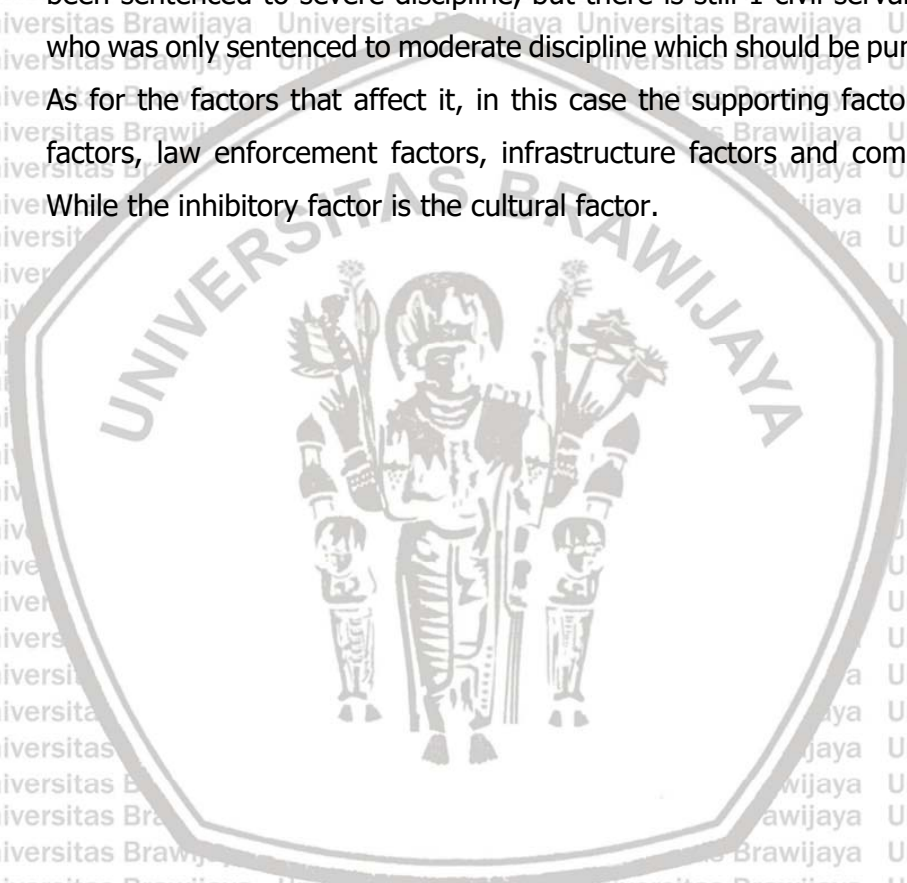 been sentenced to severe discipline, but there is still 1 civil serva
who was only sentenced to moderate discipline which should be pu
As for the factors that affect it, in this case the supporting facto
factors, law enforcement factors, infrastructure factors and com
While the inhibitory factor is the cultural factor.
UNIVERSITAS BRAWIJAYA